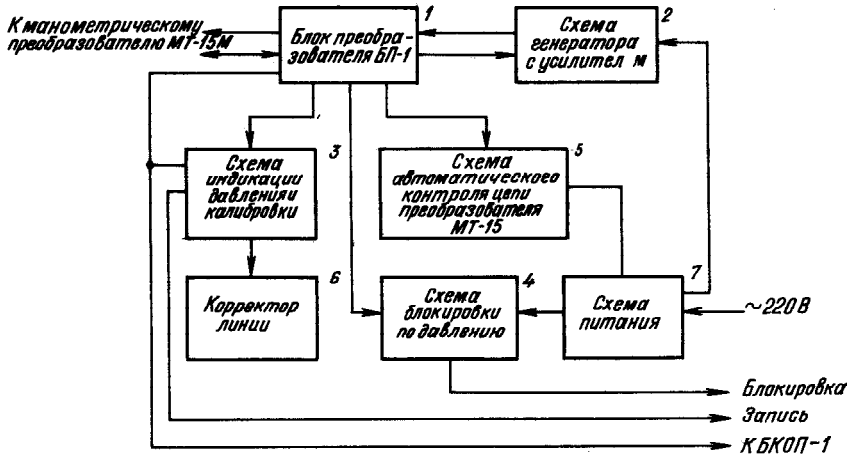 К манометрическому
преобразователю МТ-15М
1
Блок преобра-
зователя БП-1
2
Схема
генератора
с усилител м
3
Схема
индикации
давления и
калибровки
5
Схема
автоматического
контроля цепи
преобразователя
МТ-15
6
Корректор
линии
4
Схема
блокировки
по давлению
7
Схема
питания
~220 В
Блокировка
Запись
К БКОП-1